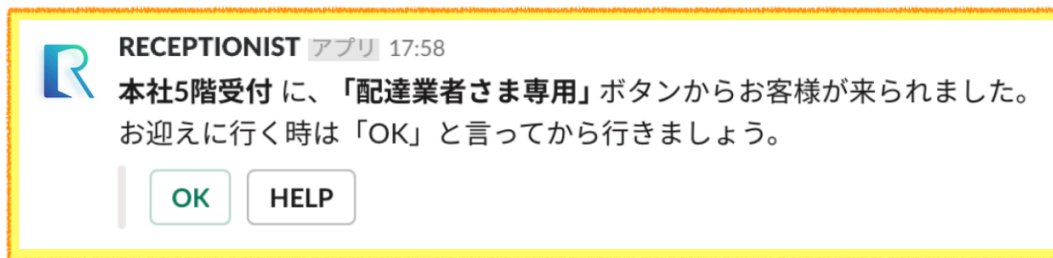 RECEPTIONIST アプリ 17:58
本社5階受付 に、「配達業者さま専用」ボタンからお客様が来られました。
お迎えに行く時は「OK」と言ってから行きましょう。
OK HELP